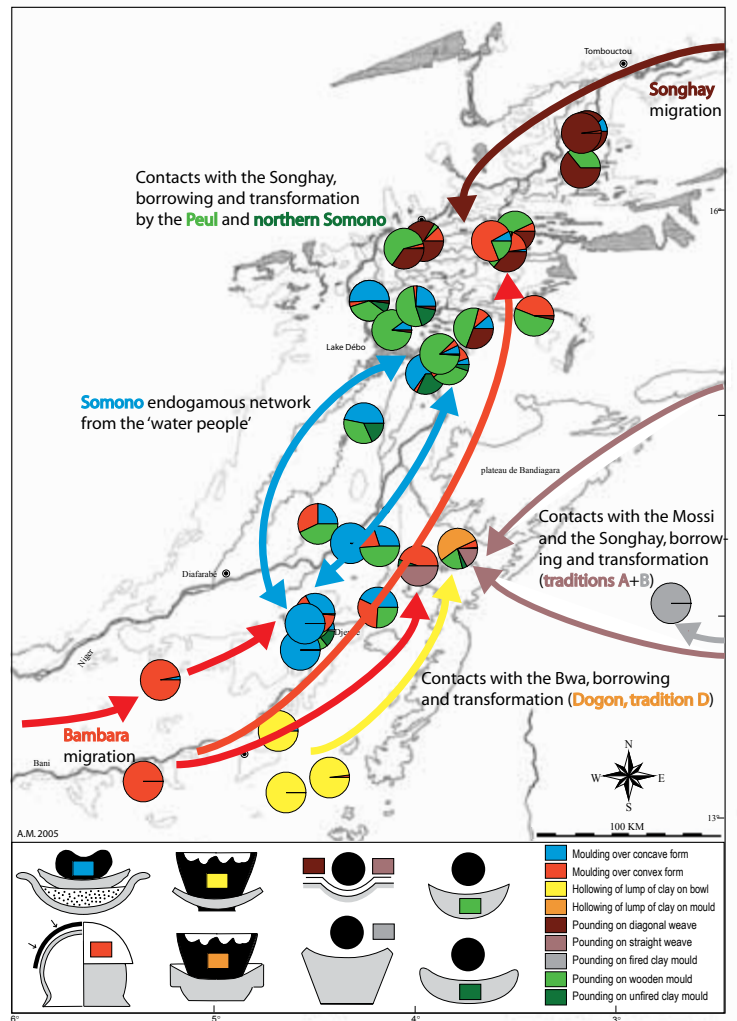 Tombouctou
Songhay
migration
Contacts with the Songhay,
borrowing and transformation
by the Peul and northern Somono
16°
Lake Débo
Somono endogamous network
from the 'water people'
plateau de Bandiagara
Contacts with the Mossi
and the Songhay, borrow-
ing and transformation
(traditions A+B)
Diafarabé
Djenné
Niger
Contacts with the Bwa, borrowing
and transformation (Dogon, tradition D)
Bambara
migration
Bani
N
W E
S
13°
A.M. 2005
100 KM
Moulding over concave form
Moulding over convex form
Hollowing of lump of clay on bowl
Hollowing of lump of clay on mould
Pounding on diagonal weave
Pounding on straight weave
Pounding on fired clay mould
Pounding on wooden mould
Pounding on unfired clay mould
6° 5° 4° 3°